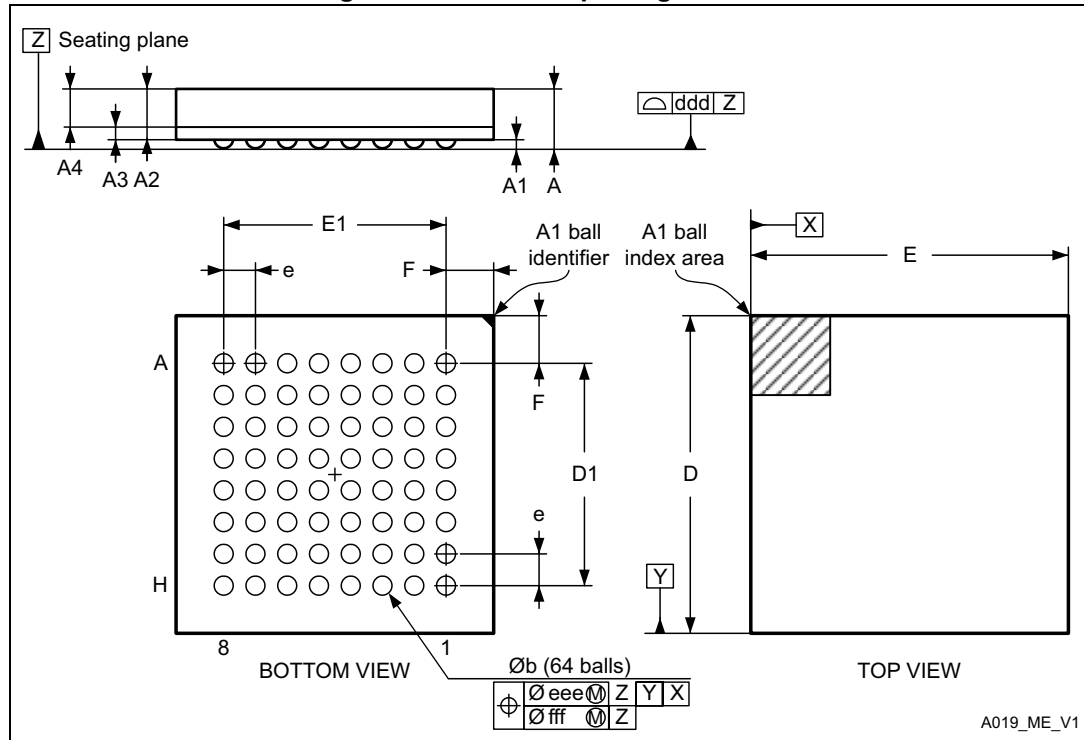 Z Seating plane
ddd Z
A4
A3
A2
A1
A
E1
e
F
A1 ball
identifier
A1 ball
index area
X
E
A
F
D1
D
e
H
Y
8
1
BOTTOM VIEW
Øb (64 balls)
TOP VIEW
Ø eee Ⓜ Z Y X
Ø fff Ⓜ Z
A019_ME_V1